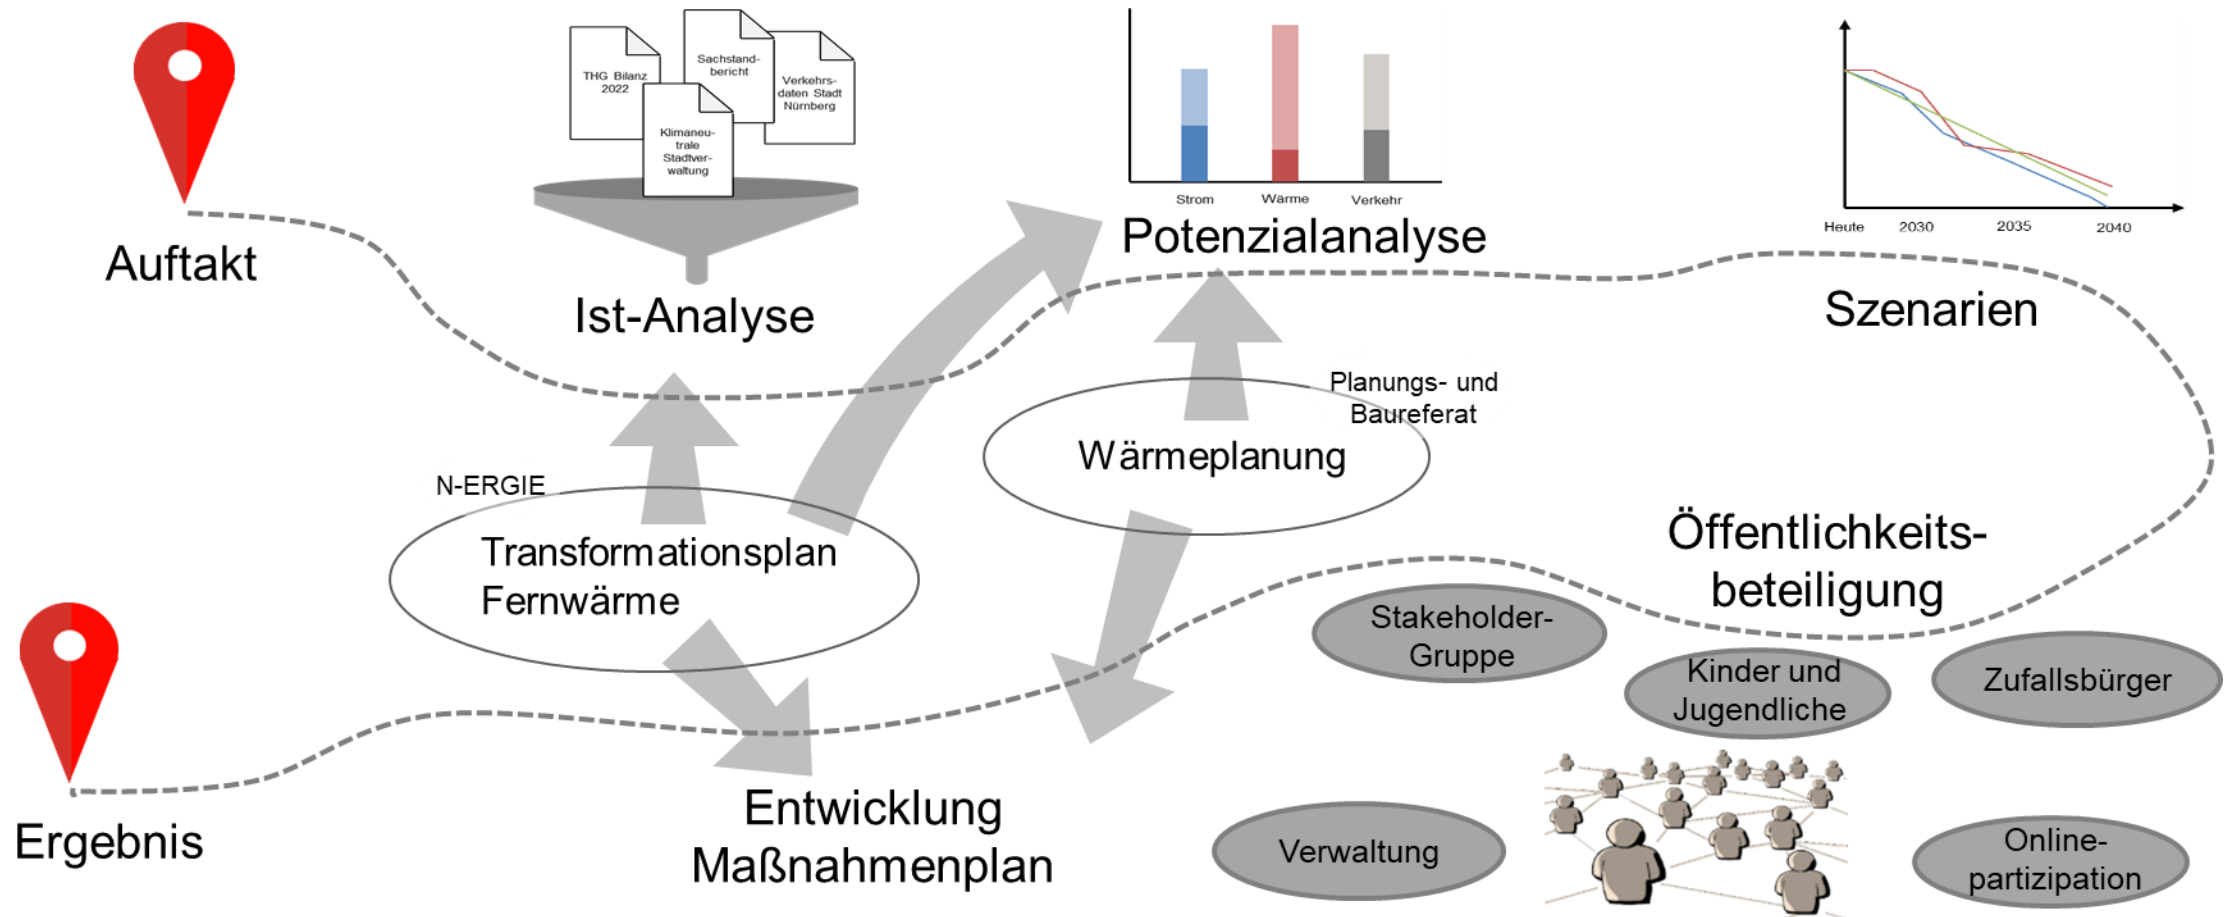 Auftakt
THG Bilanz
2022
Sachstand-
bericht
Verkehrs-
daten Stadt
Nürnberg
Klimaneu-
trale
Stadtver-
waltung
Ist-Analyse
Strom
Wärme
Verkehr
Potenzialanalyse
Heute
2030
2035
2040
Szenarien
Planungs- und
Baureferat
Wärmeplanung
N-ERGIE
Transformationsplan
Fernwärme
Öffentlichkeits-
beteiligung
Stakeholder-
Gruppe
Kinder und
Jugendliche
Zufallsbürger
Verwaltung
Online-
partizipation
Entwicklung
Maßnahmenplan
Ergebnis